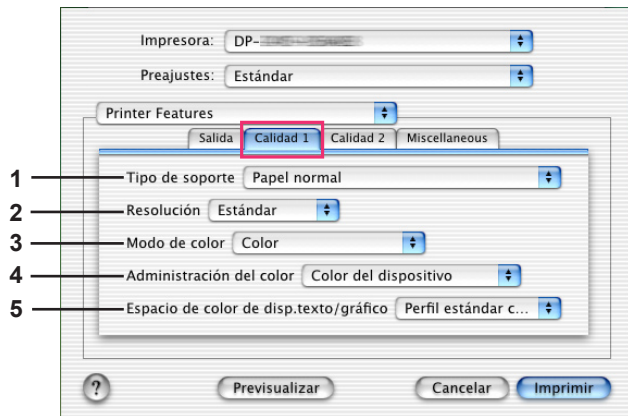 Impresora: DP-
Preajustes: Estándar
Printer Features
Salida Calidad 1 Calidad 2 Miscellaneous
1 Tipo de soporte Papel normal
2 Resolución Estándar
3 Modo de color Color
4 Administración del color Color del dispositivo
5 Espacio de color de disp.texto/gráfico Perfil estándar c...
? Previsualizar Cancelar Imprimir